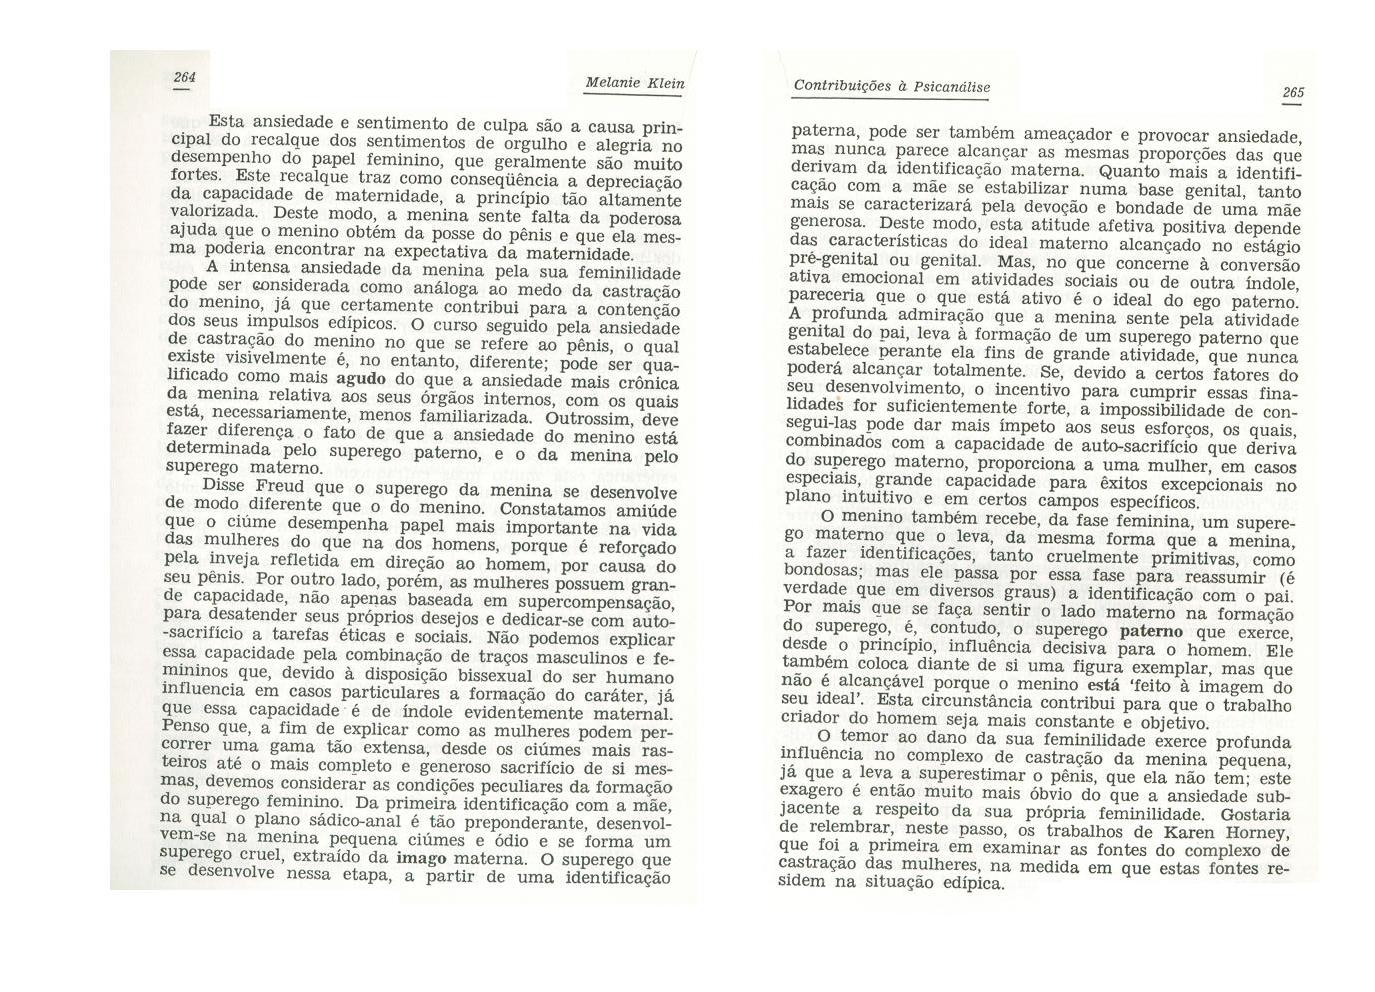 264
Melanie Klein
Esta ansiedade e sentimento de culpa são a causa prin-
cipal do recalque dos sentimentos de orgulho e alegria no
desempenho do papel feminino, que geralmente são muito
fortes. Este recalque traz como conseqüência a depreciação
da capacidade de maternidade, a princípio tão altamente
valorizada. Deste modo, a menina sente falta da poderosa
ajuda que o menino obtém da posse do pênis e que ela mes-
ma poderia encontrar na expectativa da maternidade.
A intensa ansiedade da menina pela sua feminilidade
pode ser considerada como análoga ao medo da castração
do menino, já que certamente contribui para a contenção
dos seus impulsos edípicos. O curso seguido pela ansiedade
de castração do menino no que se refere ao pênis, o qual
existe visivelmente é, no entanto, diferente; pode ser qua-
lificado como mais agudo do que a ansiedade mais crônica
da menina relativa aos seus órgãos internos, com os quais
está, necessariamente, menos familiarizada. Outrossim, deve
fazer diferença o fato de que a ansiedade do menino está
determinada pelo superego paterno, e o da menina pelo
superego materno.
Disse Freud que o superego da menina se desenvolve
de modo diferente que o do menino. Constatamos amiúde
que o ciúme desempenha papel mais importante na vida
das mulheres do que na dos homens, porque é reforçado
pela inveja refletida em direção ao homem, por causa do
seu pênis. Por outro lado, porém, as mulheres possuem gran-
de capacidade, não apenas baseada em supercompensação,
para desatender seus próprios desejos e dedicar-se com auto-
-sacrifício a tarefas éticas e sociais. Não podemos explicar
essa capacidade pela combinação de traços masculinos e fe-
mininos que, devido à disposição bissexual do ser humano
influencia em casos particulares a formação do caráter, já
que essa capacidade é de índole evidentemente maternal.
Penso que, a fim de explicar como as mulheres podem per-
correr uma gama tão extensa, desde os ciúmes mais ras-
teiros até o mais completo e generoso sacrifício de si mes-
mas, devemos considerar as condições peculiares da formação
do superego feminino. Da primeira identificação com a mãe,
na qual o plano sádico-anal é tão preponderante, desenvol-
vem-se na menina pequena ciúmes e ódio e se forma um
superego cruel, extraído da imago materna. O superego que
se desenvolve nessa etapa, a partir de uma identificação
Contribuições à Psicanálise
265
paterna, pode ser também ameaçador e provocar ansiedade,
mas nunca parece alcançar as mesmas proporções das que
derivam da identificação materna. Quanto mais a identifi-
cação com a mãe se estabilizar numa base genital, tanto
mais se caracterizará pela devoção e bondade de uma mãe
generosa. Deste modo, esta atitude afetiva positiva depende
das características do ideal materno alcançado no estágio
pré-genital ou genital. Mas, no que concerne à conversão
ativa emocional em atividades sociais ou de outra índole,
pareceria que o que está ativo é o ideal do ego paterno.
A profunda admiração que a menina sente pela atividade
genital do pai, leva à formação de um superego paterno que
estabelece perante ela fins de grande atividade, que nunca
poderá alcançar totalmente. Se, devido a certos fatores do
seu desenvolvimento, o incentivo para cumprir essas fina-
lidades for suficientemente forte, a impossibilidade de con-
segui-las pode dar mais ímpeto aos seus esforços, os quais,
combinados com a capacidade de auto-sacrifício que deriva
do superego materno, proporciona a uma mulher, em casos
especiais, grande capacidade para êxitos excepcionais no
plano intuitivo e em certos campos específicos.
O menino também recebe, da fase feminina, um supere-
go materno que o leva, da mesma forma que a menina,
a fazer identificações, tanto cruelmente primitivas, como
bondosas; mas ele passa por essa fase para reassumir (é
verdade que em diversos graus) a identificação com o pai.
Por mais que se faça sentir o lado materno na formação
do superego, é, contudo, o superego paterno que exerce,
desde o princípio, influência decisiva para o homem. Ele
também coloca diante de si uma figura exemplar, mas que
não é alcançável porque o menino está 'feito à imagem do
seu ideal'. Esta circunstância contribui para que o trabalho
criador do homem seja mais constante e objetivo.
O temor ao dano da sua feminilidade exerce profunda
influência no complexo de castração da menina pequena,
já que a leva a superestimar o pênis, que ela não tem; este
exagero é então muito mais óbvio do que a ansiedade sub-
jacente a respeito da sua própria feminilidade. Gostaria
de relembrar, neste passo, os trabalhos de Karen Horney,
que foi a primeira em examinar as fontes do complexo de
castração das mulheres, na medida em que estas fontes re-
sidem na situação edípica.